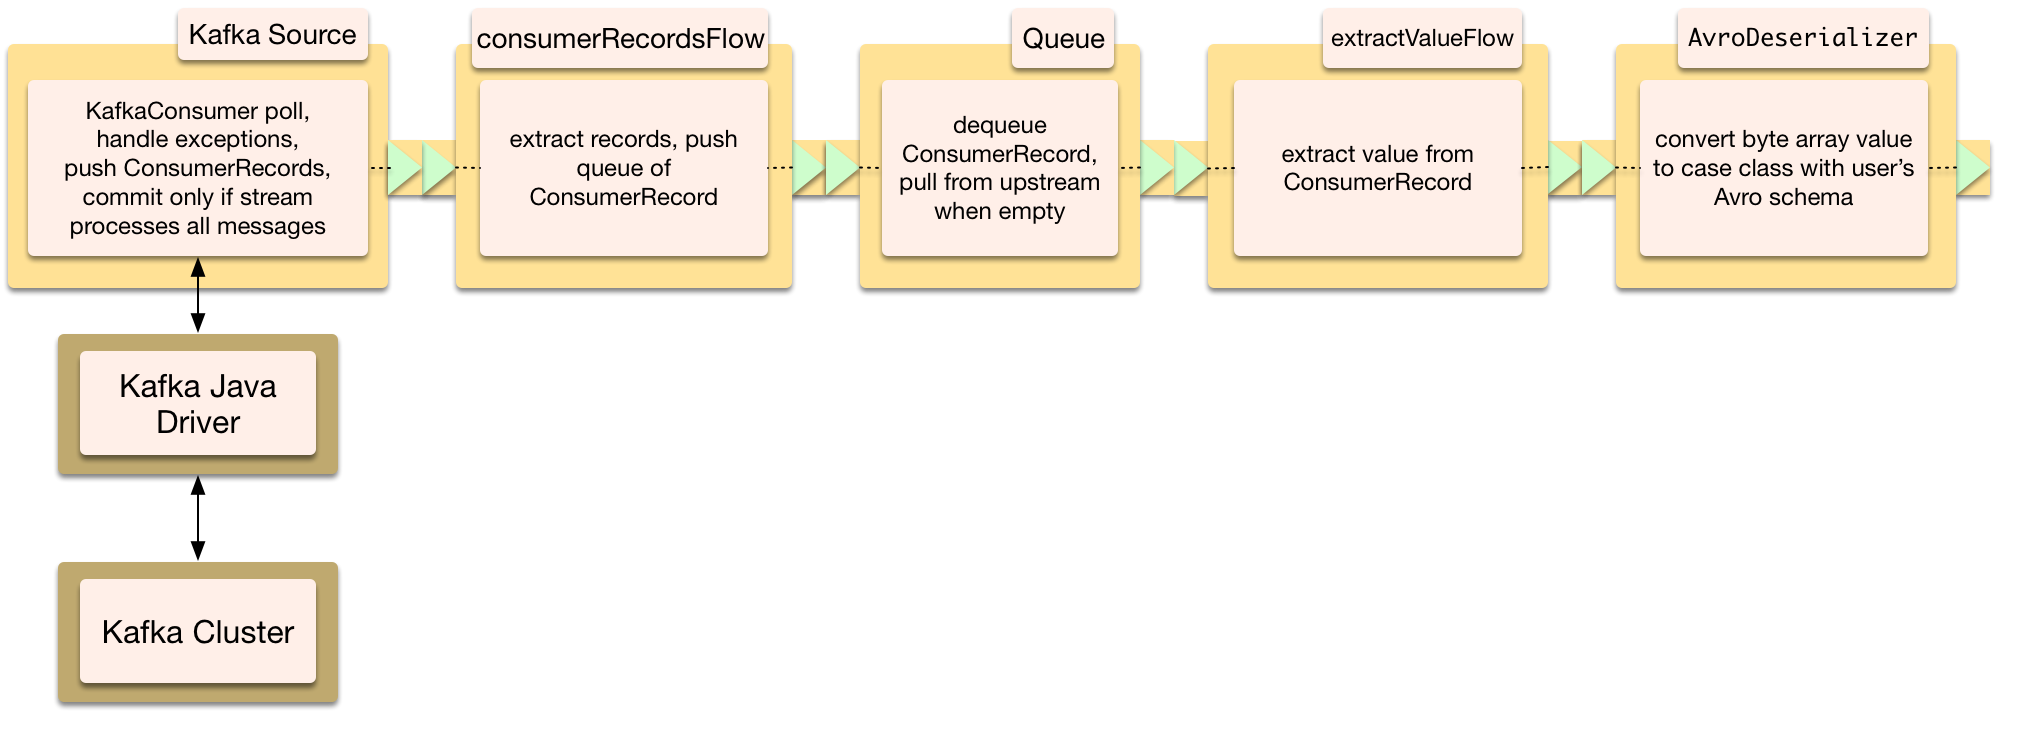 Kafka Source
KafkaConsumer poll,
handle exceptions,
push ConsumerRecords,
commit only if stream
processes all messages
consumerRecordsFlow
extract records, push
queue of
ConsumerRecord
Queue
dequeue
ConsumerRecord,
pull from upstream
when empty
extractValueFlow
extract value from
ConsumerRecord
AvroDeserializer
convert byte array value
to case class with user’s
Avro schema
Kafka Java
Driver
Kafka Cluster